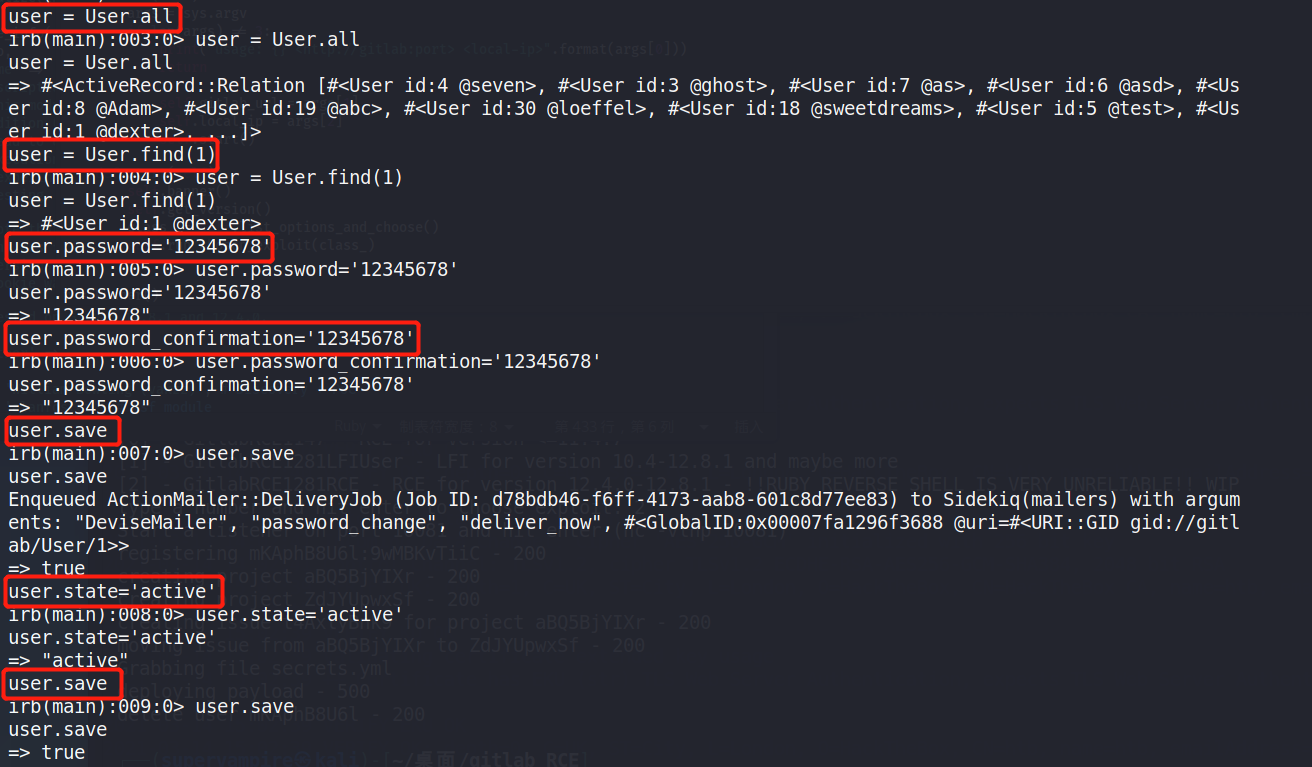 user = User.all
irb(main):003:0> user = User.all
user = User.all
=> #<ActiveRecord::Relation [#<User id:4 @seven>, #<User id:3 @ghost>, #<User id:7 @as>, #<User id:6 @asd>, #<Us
er id:8 @Adam>, #<User id:19 @abc>, #<User id:30 @loeffel>, #<User id:18 @sweetdreams>, #<User id:5 @test>, #<Us
er id:1 @dexter>, ...]>
user = User.find(1)
irb(main):004:0> user = User.find(1)
user = User.find(1)
=> #<User id:1 @dexter>
user.password='12345678'
irb(main):005:0> user.password='12345678'
user.password='12345678'
=> "12345678"
user.password_confirmation='12345678'
irb(main):006:0> user.password_confirmation='12345678'
user.password_confirmation='12345678'
=> "12345678"
user.save
irb(main):007:0> user.save
user.save
Enqueued ActionMailer::DeliveryJob (Job ID: d78bdb46-f6ff-4173-aab8-601c8d77ee83) to Sidekiq(mailers) with argum
ents: "DeviseMailer", "password_change", "deliver_now", #<GlobalID:0x00007fa1296f3688 @uri=#<URI::GID gid://gitl
ab/User/1>>
=> true
user.state='active'
irb(main):008:0> user.state='active'
user.state='active'
=> "active"
user.save
irb(main):009:0> user.save
user.save
=> true